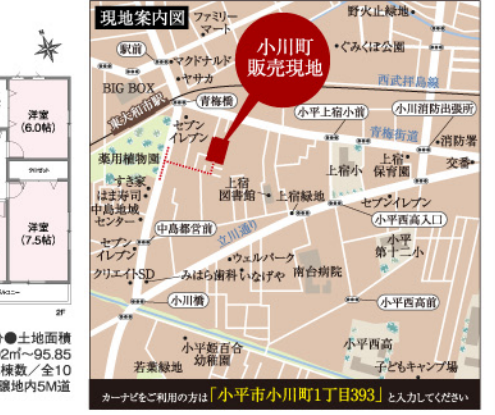 現地案内図
ファミリー
マート
野火止緑地
駅前
マクドナルド
ヤサカ
小川町
販売現地
ぐみくぼ公園
BIG BOX
西武拝島線
東大和市駅
青梅橋
小平上宿小前
小川消防出張所
セブン
イレブン
青梅街道
消防署
薬用植物園
上宿小
上宿
保育園
交番
すき家
はま寿司
中島地域
センター
上宿
図書館
上宿緑地
セブンイレブン
小平西高入口
中島都営前
立川通り
小平
第十二小
セブン
イレブン
ウェルパーク
クリエイトSD
みはら歯科
いなげや
南台病院
小川橋
小平西高前
小平姫百合
幼稚園
小平西高
若葉緑地
子どもキャンプ場
カーナビをご利用の方は「小平市小川町1丁目393」と入力してください
洋室
(6.0帖)
洋室
(7.5帖)
2F
●土地面積
2㎡〜95.85
棟数／全10
譲地内5M道